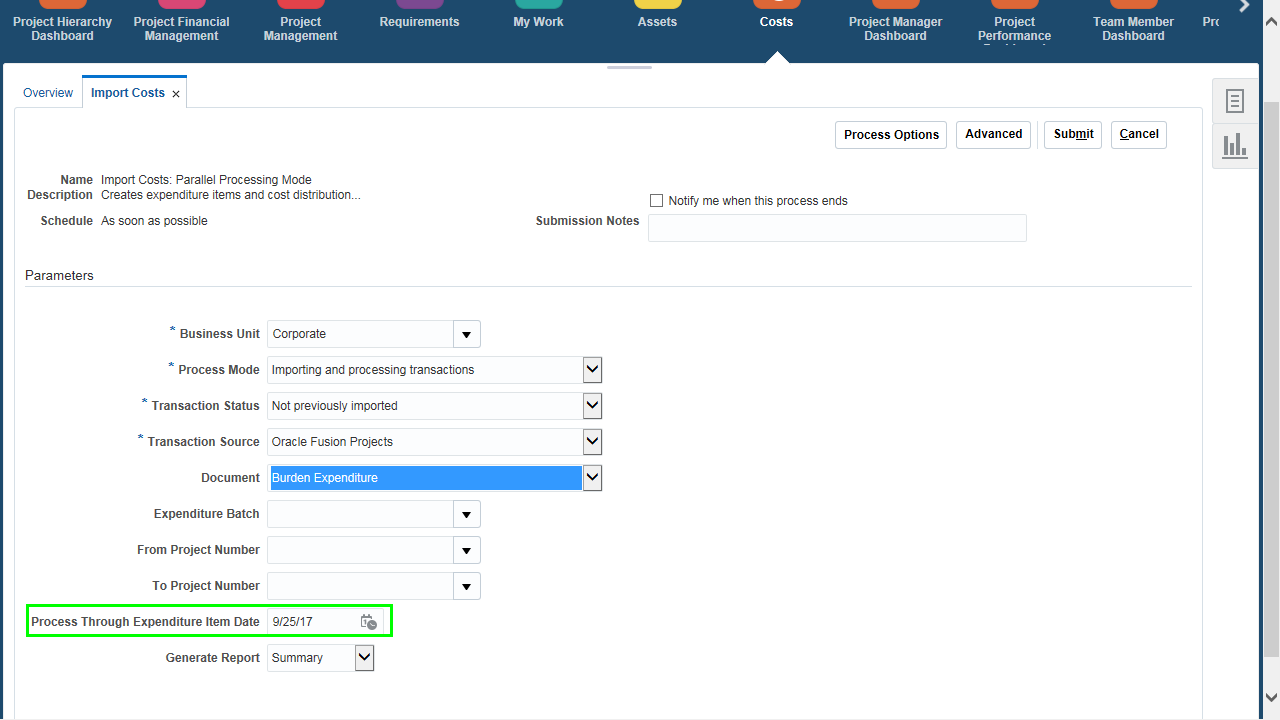 Project Hierarchy Dashboard
Project Financial Management
Project Management
Requirements
My Work
Assets
Costs
Project Manager Dashboard
Project Performance
Team Member Dashboard
Overview
Import Costs
Process Options Advanced Submit Cancel
Name Import Costs: Parallel Processing Mode
Description Creates expenditure items and cost distribution...
Notify me when this process ends
Schedule As soon as possible
Submission Notes
Parameters
* Business Unit Corporate
* Process Mode Importing and processing transactions
* Transaction Status Not previously imported
* Transaction Source Oracle Fusion Projects
Document Burden Expenditure
Expenditure Batch
From Project Number
To Project Number
Process Through Expenditure Item Date 9/25/17
Generate Report Summary